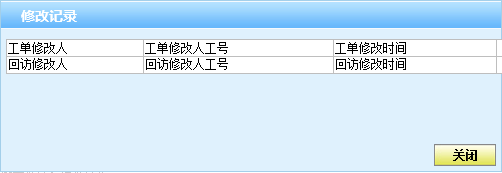 修改记录
工单修改人 工单修改人工号 工单修改时间
回访修改人 回访修改人工号 回访修改时间
关闭